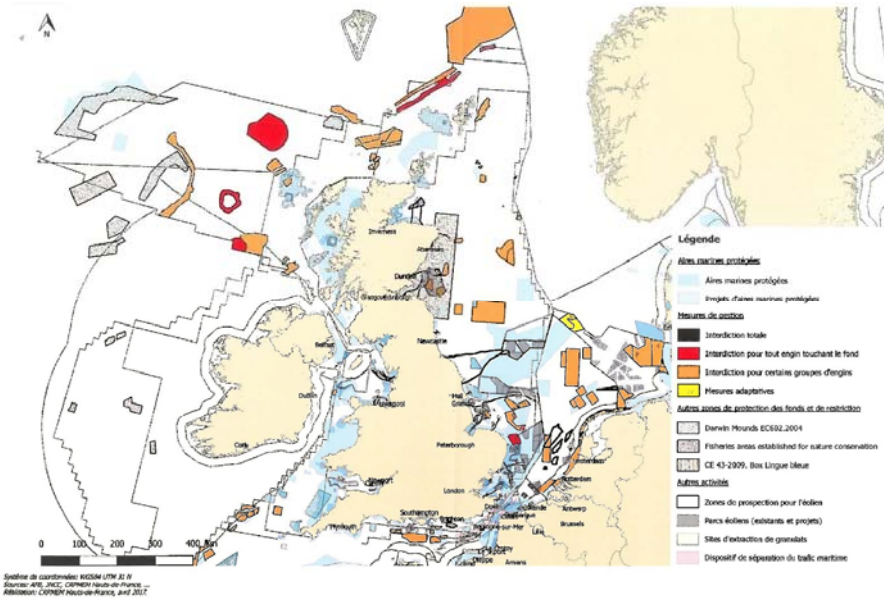 N
Inverness
Aberdeen
Dundee
Glasgow
Edinburgh
Newcastle
Belfast
Dublin
Liverpool
Hull
Cork
Peterborough
Amsterdam
Rotterdam
London
Newport
Southampton
Plymouth
Antwerp
Brussels
Lille
Dieppe
Amiens
0 100 200 300 400 km
Légende
Aires marines protégées
Aires marines protégées
Projets d'aires marines protégées
Mesures de gestion
Interdiction totale
Interdiction pour tout engin touchant le fond
Interdiction pour certains groupes d'engins
Mesures adaptatives
Autres zones de protection des fonds et de restriction
Darwin Mounds EC602.2004
Fisheries areas established for nature conservation
CE 43-2009. Box Lingue bleue
Autres activités
Zones de prospection pour l'éolien
Parcs éoliens (existants et projets)
Sites d'extraction de granulats
Dispositif de séparation du trafic maritime
Système de coordonnées: WGS84 UTM 31 N
Sources: AFB, JNCC, CRPMEM Hauts-de-France, ...
Réalisation: CRPMEM Hauts-de-France, avril 2017.